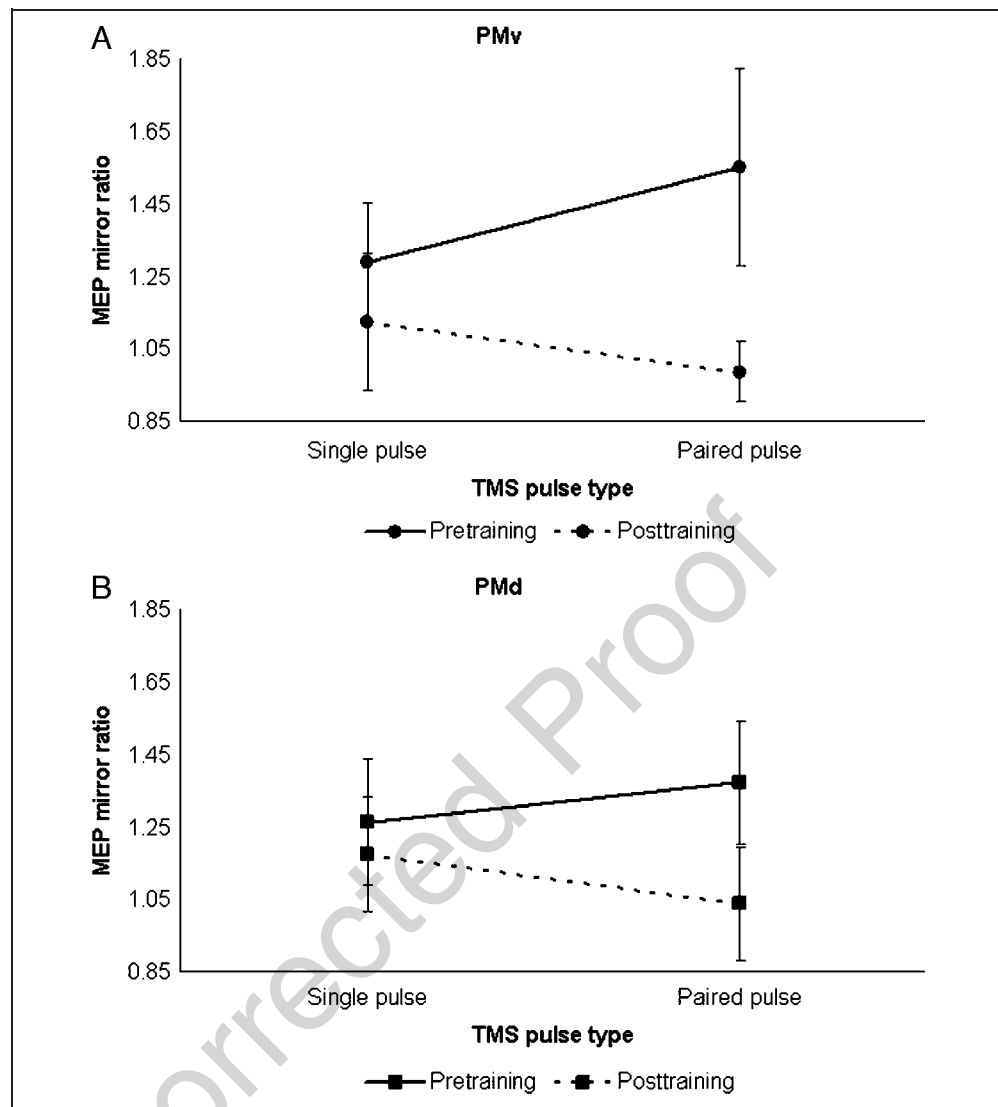 A
PMv
1.85
1.65
1.45
1.25
1.05
0.85
MEP mirror ratio
Single pulse Paired pulse
TMS pulse type
Pretraining Posttraining
B
PMd
1.85
1.65
1.45
1.25
1.05
0.85
MEP mirror ratio
Single pulse Paired pulse
TMS pulse type
Pretraining Posttraining
orrected Proof